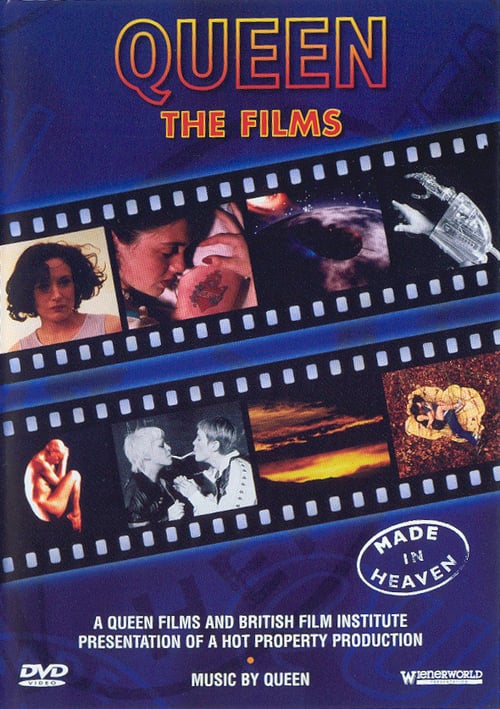 QUEEN
THE FILMS
MADE
IN
HEAVEN
A QUEEN FILMS AND BRITISH FILM INSTITUTE
PRESENTATION OF A HOT PROPERTY PRODUCTION
MUSIC BY QUEEN
DVD
VIDEO
WIENERWORLD